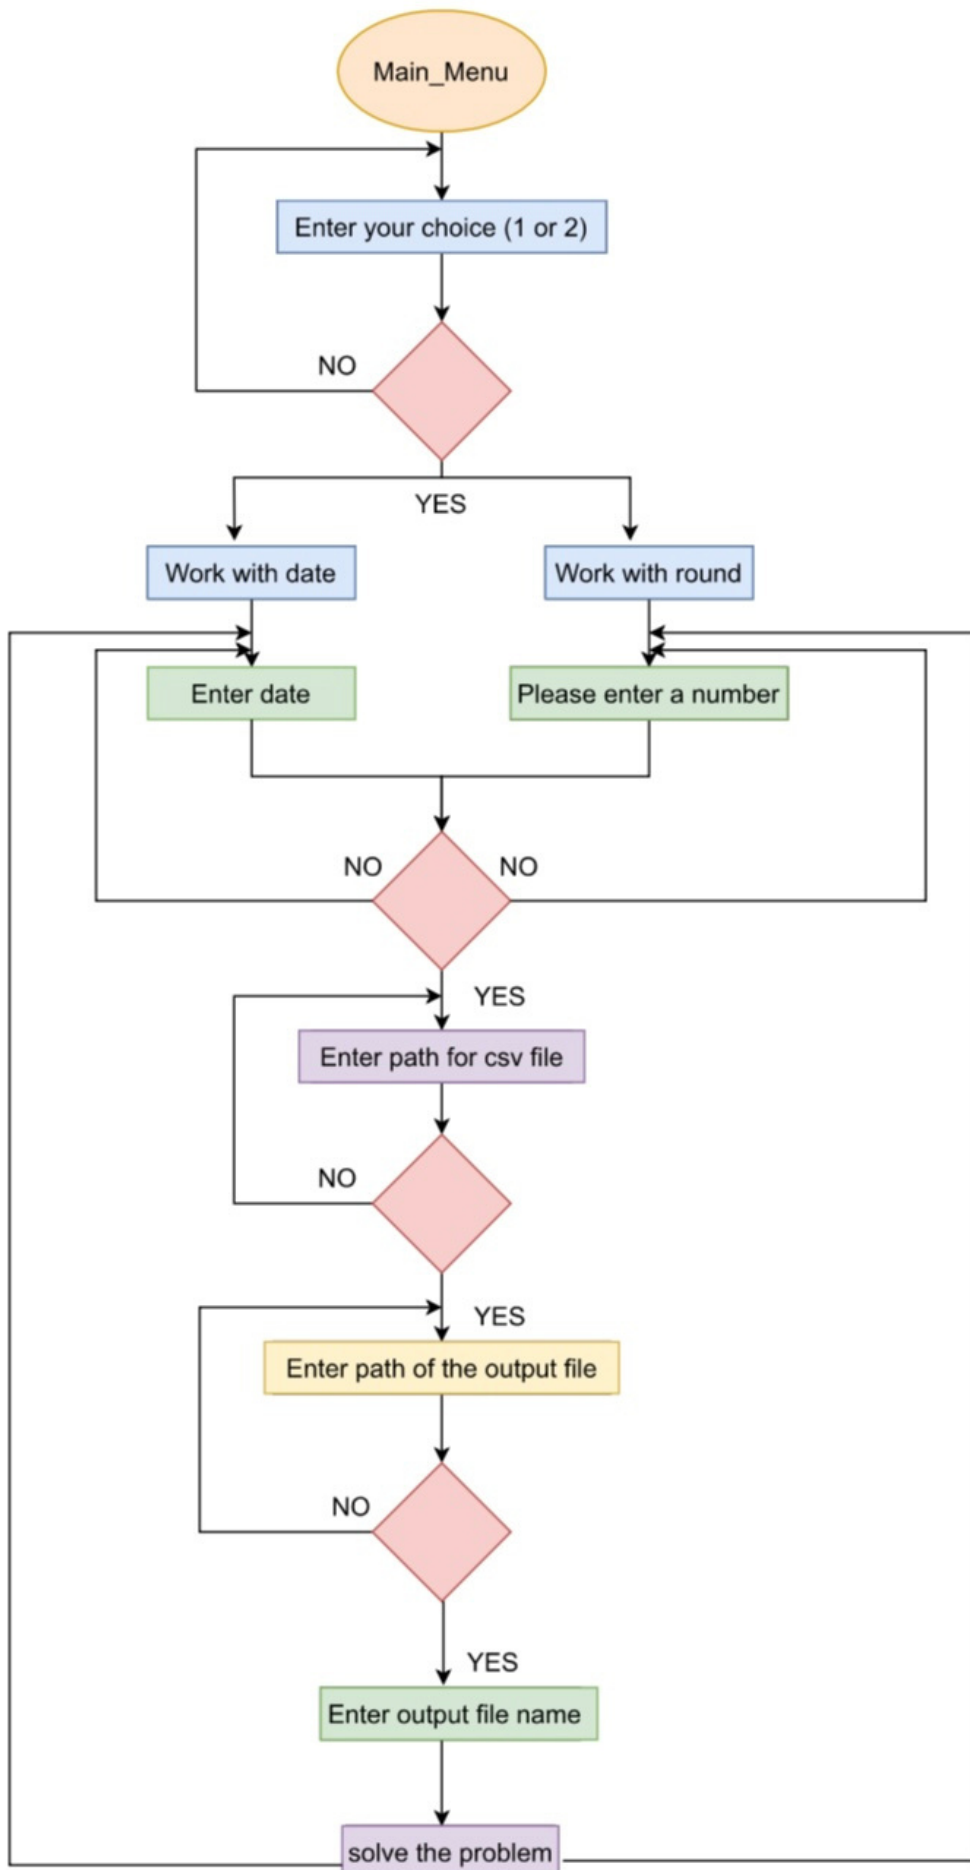 Main_Menu
Enter your choice (1 or 2)
NO
YES
Work with date
Work with round
Enter date
Please enter a number
NO
NO
YES
Enter path for csv file
NO
YES
Enter path of the output file
NO
YES
Enter output file name
solve the problem